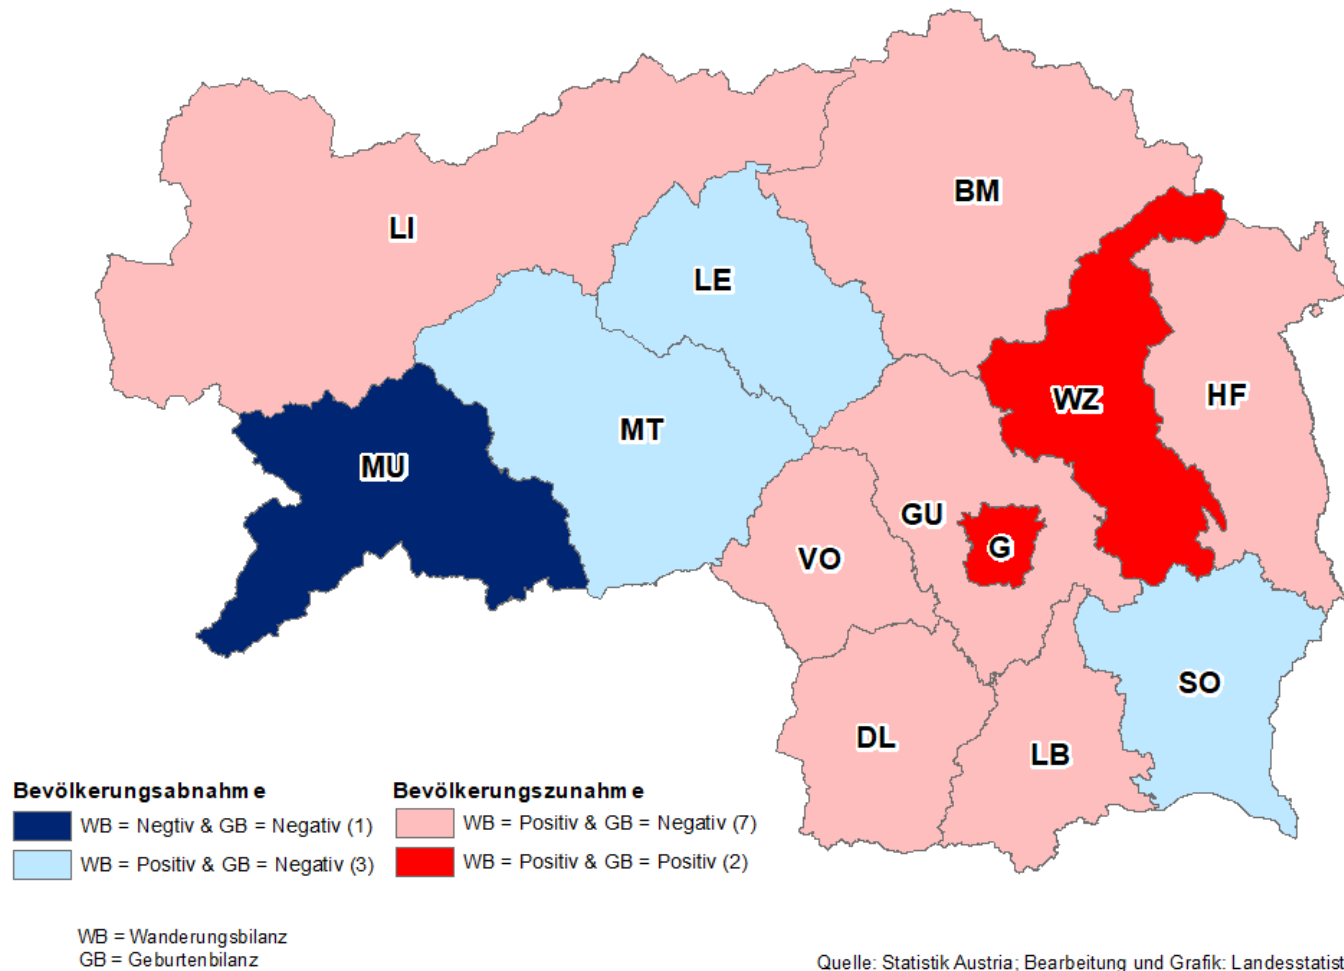 BM
LI
LE
WZ
HF
MT
MU
GU
G
VO
SO
DL
LB
Bevölkerungsabnahme
WB = Negtiv & GB = Negativ (1)
WB = Positiv & GB = Negativ (3)
Bevölkerungszunahme
WB = Positiv & GB = Negativ (7)
WB = Positiv & GB = Positiv (2)
WB = Wanderungsbilanz
GB = Geburtenbilanz
Quelle: Statistik Austria; Bearbeitung und Grafik: Landesstatist